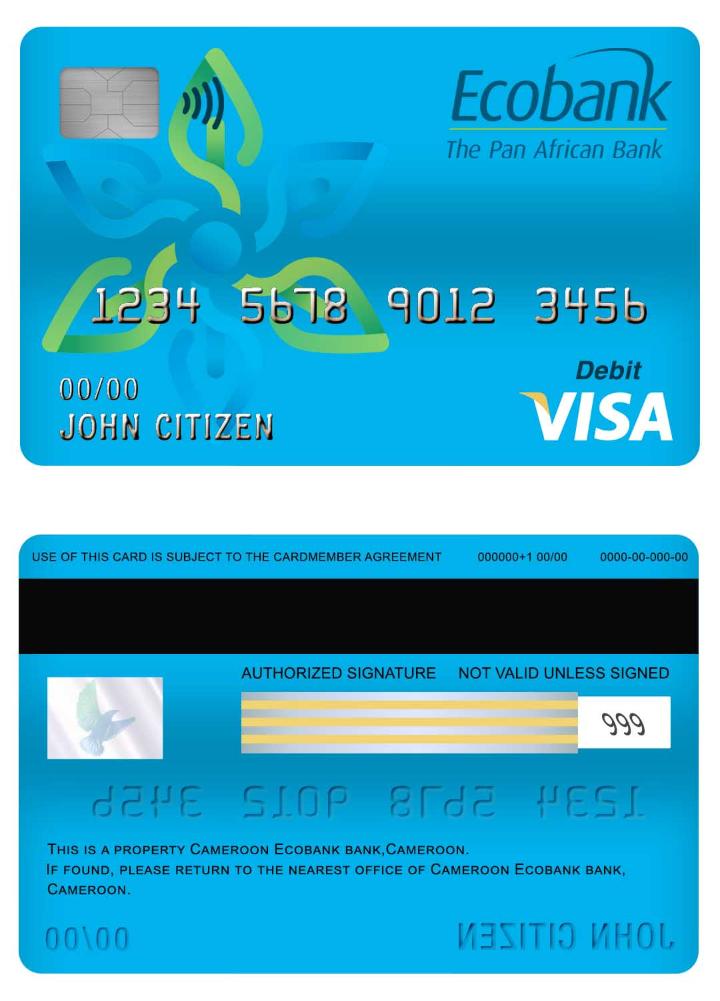 Ecobank
The Pan African Bank
1234 5678 9012 3456
Debit
00/00
VISA
JOHN CITIZEN
USE OF THIS CARD IS SUBJECT TO THE CARDMEMBER AGREEMENT 000000+1 00/00 0000-00-000-00
AUTHORIZED SIGNATURE NOT VALID UNLESS SIGNED
999
1234 5678 9012 3456
THIS IS A PROPERTY CAMEROON ECOBANK BANK,CAMEROON.
IF FOUND, PLEASE RETURN TO THE NEAREST OFFICE OF CAMEROON ECOBANK BANK,
CAMEROON.
00/00 JOHN CITIZEN